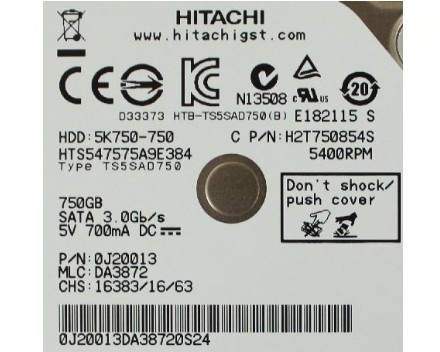 HITACHI
www.hitachigst.com
N13508
20
D33373 HTB-TS5SAD750(B) E182115 S
HDD:5K750-750 C P/N:H2T750854S
HTS547575A9E384 5400RPM
Type TS5SAD750
Don't shock/
push cover
750GB
SATA 3.0Gb/s
5V 700mA DC
P/N:0J20013
MLC:DA3872
CHS:16383/16/63
0J20013DA38720S24